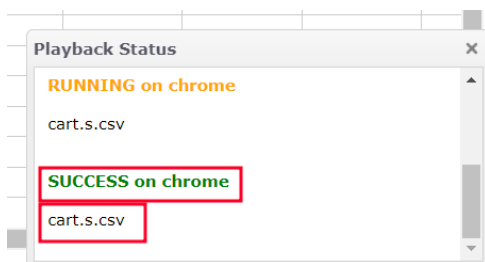 Playback Status
RUNNING on chrome
cart.s.csv
SUCCESS on chrome
cart.s.csv